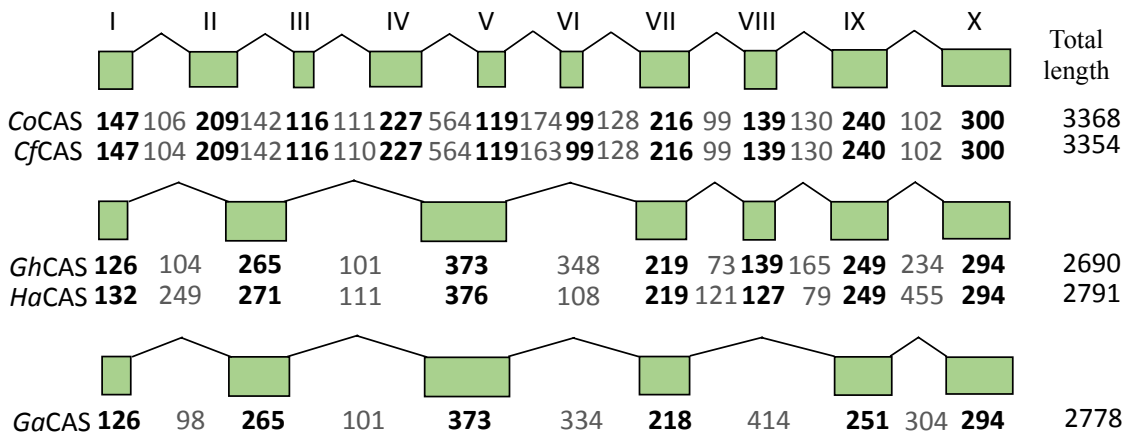 I II III IV V VI VII VIII IX X
Total
length
CoCAS 147 106 209 142 116 111 227 564 119 174 99 128 216 99 139 130 240 102 300 3368
CfCAS 147 104 209 142 116 110 227 564 119 163 99 128 216 99 139 130 240 102 300 3354
GhCAS 126 104 265 101 373 348 219 73 139 165 249 234 294 2690
HaCAS 132 249 271 111 376 108 219 121 127 79 249 455 294 2791
GaCAS 126 98 265 101 373 334 218 414 251 304 294 2778